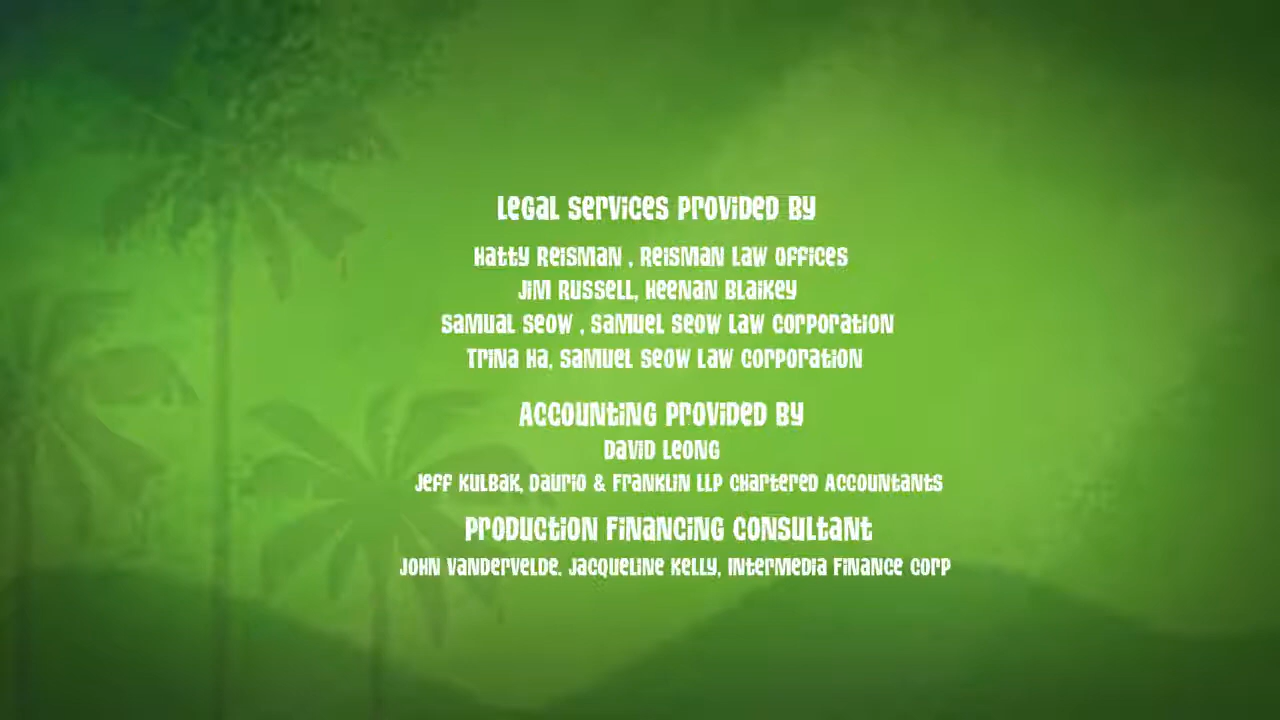 Legal Services Provided By
Hatty Reisman , Reisman Law Offices
Jim Russell, Heenan Blaikey
Samual Seow , Samuel Seow Law Corporation
Trina Ha, Samuel Seow Law Corporation
Accounting Provided By
David Leong
Jeff Kulbak, Daurio & Franklin LLP Chartered Accountants
Production Financing Consultant
John Vandervelde, Jacqueline Kelly, Intermedia Finance Corp